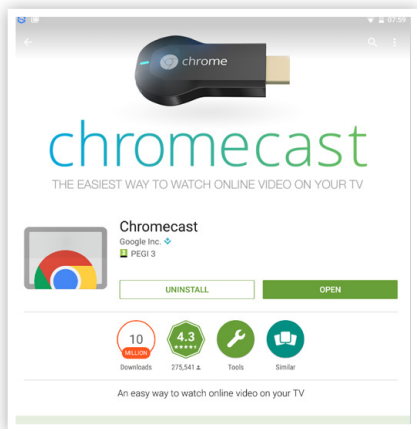 07:59
chrome
chromecast
THE EASIEST WAY TO WATCH ONLINE VIDEO ON YOUR TV
Chromecast
Google Inc.
PEGI 3
UNINSTALL
OPEN
10
MILLION
4.3
Downloads
275,541
Tools
Similar
An easy way to watch online video on your TV